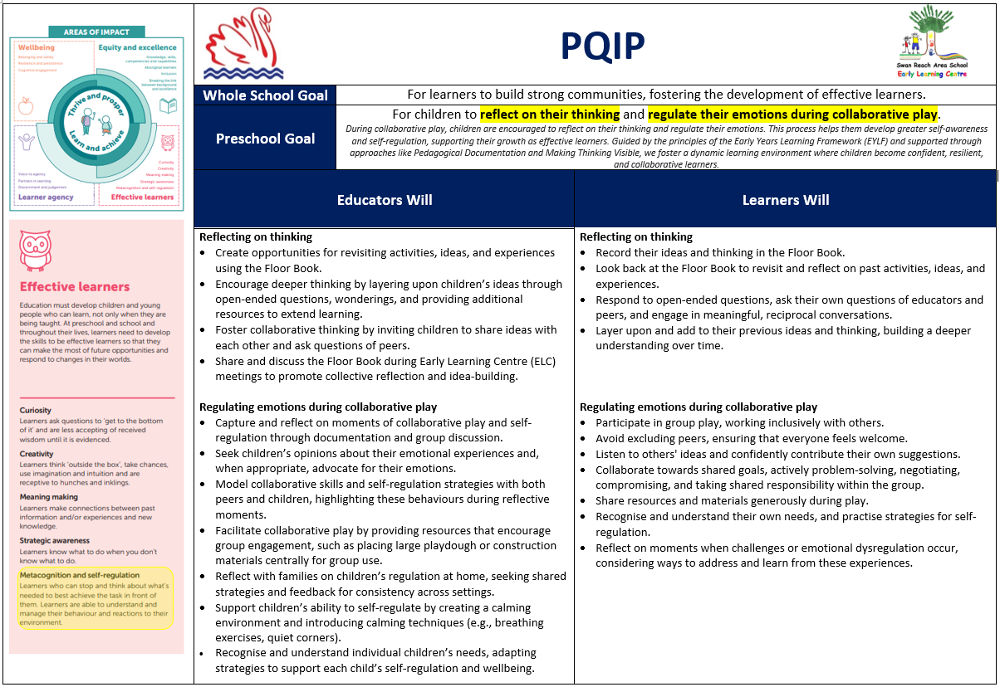 AREAS OF IMPACT
Wellbeing
Belonging and safety
Resilience and persistence
Cognitive engagement
Equity and excellence
Knowledge, skills,
competencies and capabilities
Aboriginal learners
Inclusion
Breaking the link
between background
and excellence
Thrive and prosper
Learn and achieve
Voice to agency
Partners in learning
Discernment and judgement
Learner agency
Curiosity
Creativity
Meaning making
Strategic awareness
Metacognition and self-regulation
Effective learners
Effective learners
Education must develop children and young
people who can learn, not only when they are
being taught. At preschool and school and
throughout their lives, learners need to develop
the skills to be effective learners so that they
can make the most of future opportunities and
respond to changes in their worlds.
Curiosity
Learners ask questions to 'get to the bottom
of it' and are less accepting of received
wisdom until it is evidenced.
Creativity
Learners think 'outside the box', take chances,
use imagination and intuition and are
receptive to hunches and inklings.
Meaning making
Learners make connections between past
information and/or experiences and new
knowledge.
Strategic awareness
Learners know what to do when you don't
know what to do.
Metacognition and self-regulation
Learners who can stop and think about what's
needed to best achieve the task in front of
them. Learners are able to understand and
manage their behaviour and reactions to their
environment.
PQIP
Swan Reach Area School
Early Learning Centre
Whole School Goal
For learners to build strong communities, fostering the development of effective learners.
Preschool Goal
For children to reflect on their thinking and regulate their emotions during collaborative play.
During collaborative play, children are encouraged to reflect on their thinking and regulate their emotions. This process helps them develop greater self-awareness
and self-regulation, supporting their growth as effective learners. Guided by the principles of the Early Years Learning Framework (EYLF) and supported through
approaches like Pedagogical Documentation and Making Thinking Visible, we foster a dynamic learning environment where children become confident, resilient,
and collaborative learners.
Educators Will
Reflecting on thinking
• Create opportunities for revisiting activities, ideas, and experiences
using the Floor Book.
• Encourage deeper thinking by layering upon children's ideas through
open-ended questions, wonderings, and providing additional
resources to extend learning.
• Foster collaborative thinking by inviting children to share ideas with
each other and ask questions of peers.
• Share and discuss the Floor Book during Early Learning Centre (ELC)
meetings to promote collective reflection and idea-building.
Regulating emotions during collaborative play
• Capture and reflect on moments of collaborative play and self-
regulation through documentation and group discussion.
• Seek children's opinions about their emotional experiences and,
when appropriate, advocate for their emotions.
• Model collaborative skills and self-regulation strategies with both
peers and children, highlighting these behaviours during reflective
moments.
• Facilitate collaborative play by providing resources that encourage
group engagement, such as placing large playdough or construction
materials centrally for group use.
• Reflect with families on children's regulation at home, seeking shared
strategies and feedback for consistency across settings.
• Support children's ability to self-regulate by creating a calming
environment and introducing calming techniques (e.g., breathing
exercises, quiet corners).
• Recognise and understand individual children's needs, adapting
strategies to support each child's self-regulation and wellbeing.
Learners Will
Reflecting on thinking
• Record their ideas and thinking in the Floor Book.
• Look back at the Floor Book to revisit and reflect on past activities, ideas, and
experiences.
• Respond to open-ended questions, ask their own questions of educators and
peers, and engage in meaningful, reciprocal conversations.
• Layer upon and add to their previous ideas and thinking, building a deeper
understanding over time.
Regulating emotions during collaborative play
• Participate in group play, working inclusively with others.
• Avoid excluding peers, ensuring that everyone feels welcome.
• Listen to others' ideas and confidently contribute their own suggestions.
• Collaborate towards shared goals, actively problem-solving, negotiating,
compromising, and taking shared responsibility within the group.
• Share resources and materials generously during play.
• Recognise and understand their own needs, and practise strategies for self-
regulation.
• Reflect on moments when challenges or emotional dysregulation occur,
considering ways to address and learn from these experiences.